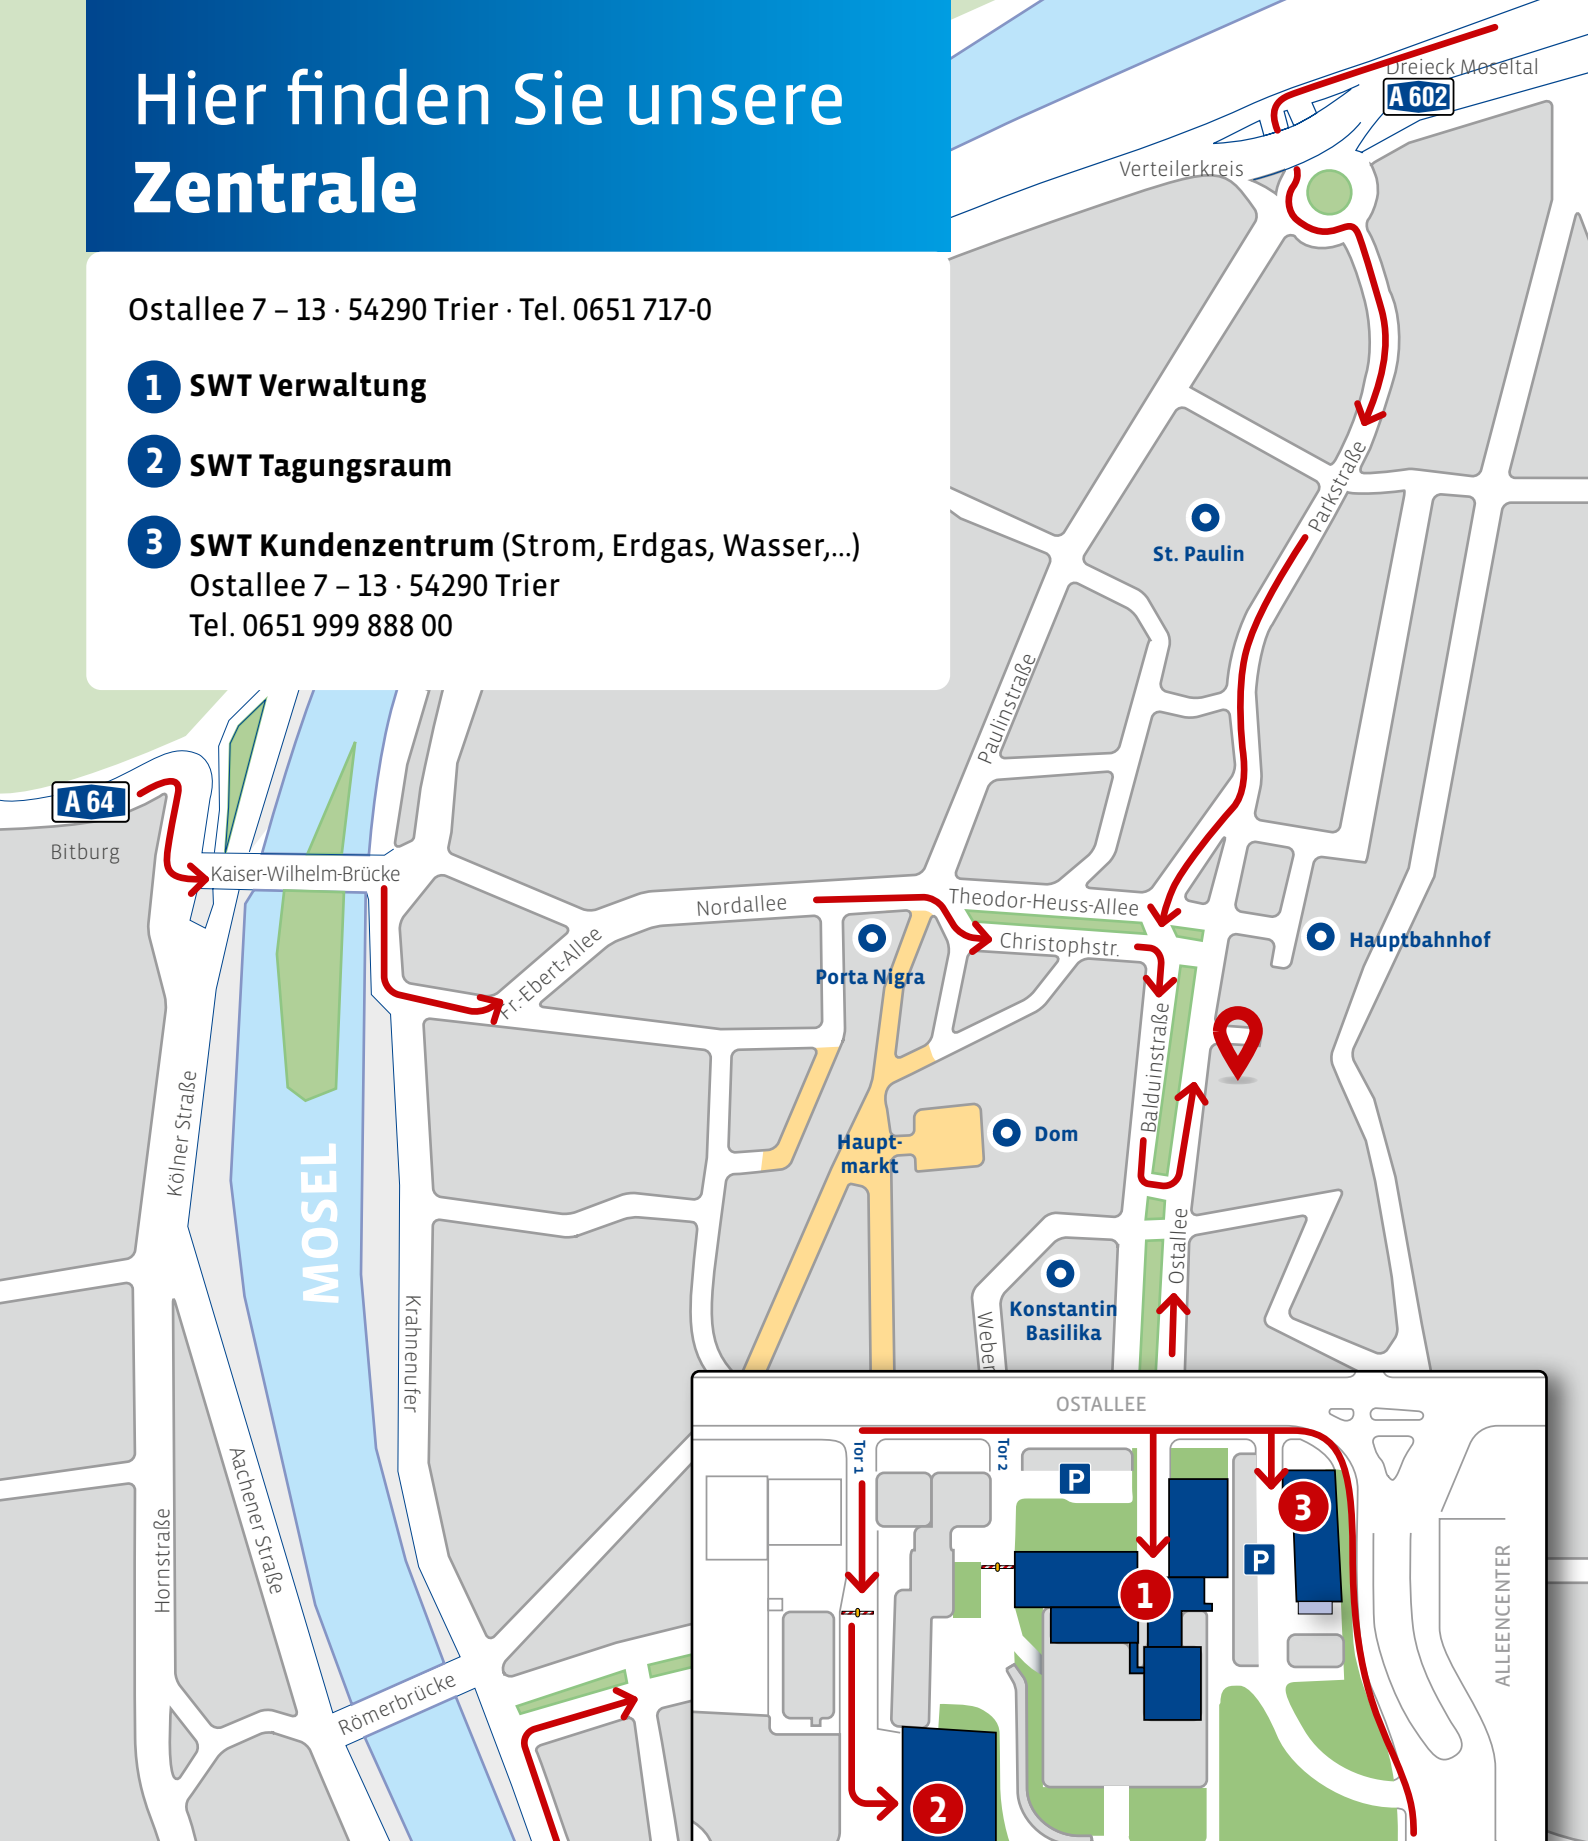 Hier finden Sie unsere
Zentrale
Ostallee 7 – 13 · 54290 Trier · Tel. 0651 717-0
1 SWT Verwaltung
2 SWT Tagungsraum
3 SWT Kundenzentrum (Strom, Erdgas, Wasser,...)
Ostallee 7 – 13 · 54290 Trier
Tel. 0651 999 888 00
Dreieck Moseltal
A 602
Verteilerkreis
Parkstraße
St. Paulin
Paulinstraße
A 64
Bitburg
Kaiser-Wilhelm-Brücke
Nordallee
Theodor-Heuss-Allee
Christophstr.
Fr.-Ebert-Allee
Porta Nigra
Hauptbahnhof
Balduinstraße
Kölner Straße
MOSEL
Haupt-
markt
Dom
Ostallee
Konstantin
Basilika
Weber
Krahnenufer
Aachener Straße
Hornstraße
Römerbrücke
OSTALLEE
Tor 1
Tor 2
P
3
P
1
ALLEENCENTER
2